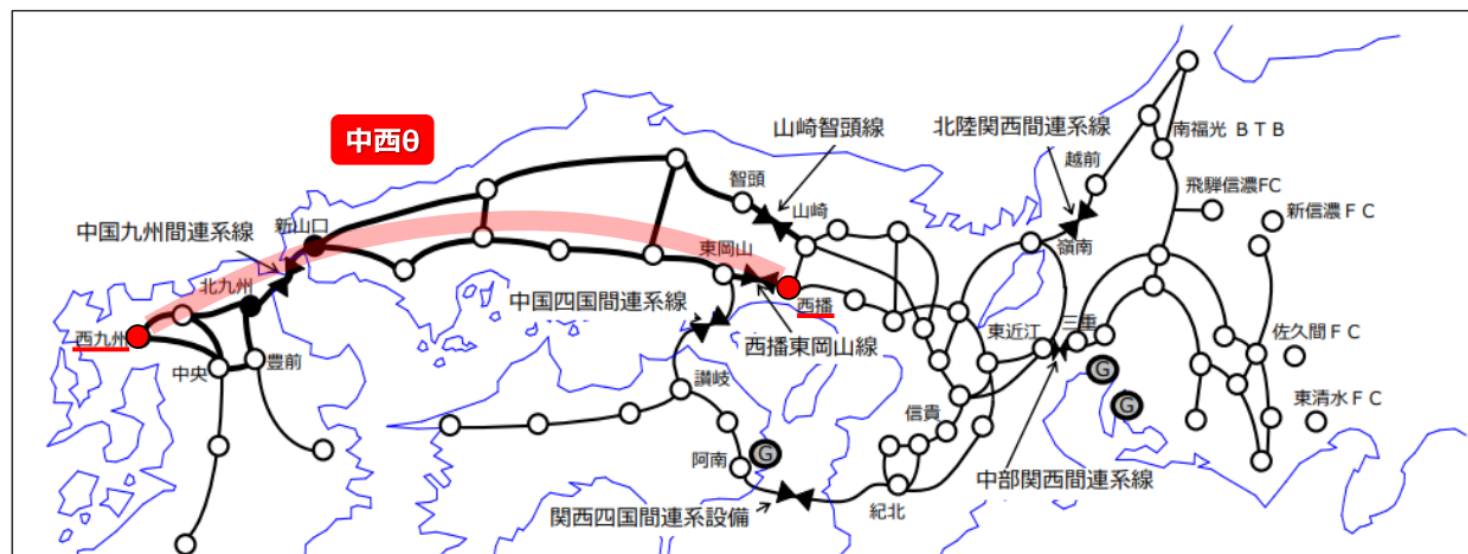 中西θ
山崎智頭線
北陸関西間連系線
南福光 ＢＴＢ
越前
智頭
飛騨信濃FC
新信濃ＦＣ
山崎
新山口
中国九州間連系線
嶺南
東岡山
北九州
中国四国間連系線
西播
東近江
三重
佐久間ＦＣ
西九州
西播東岡山線
中央
豊前
讃岐
G
G
東清水ＦＣ
信貴
阿南
G
中部関西間連系線
紀北
関西四国間連系設備